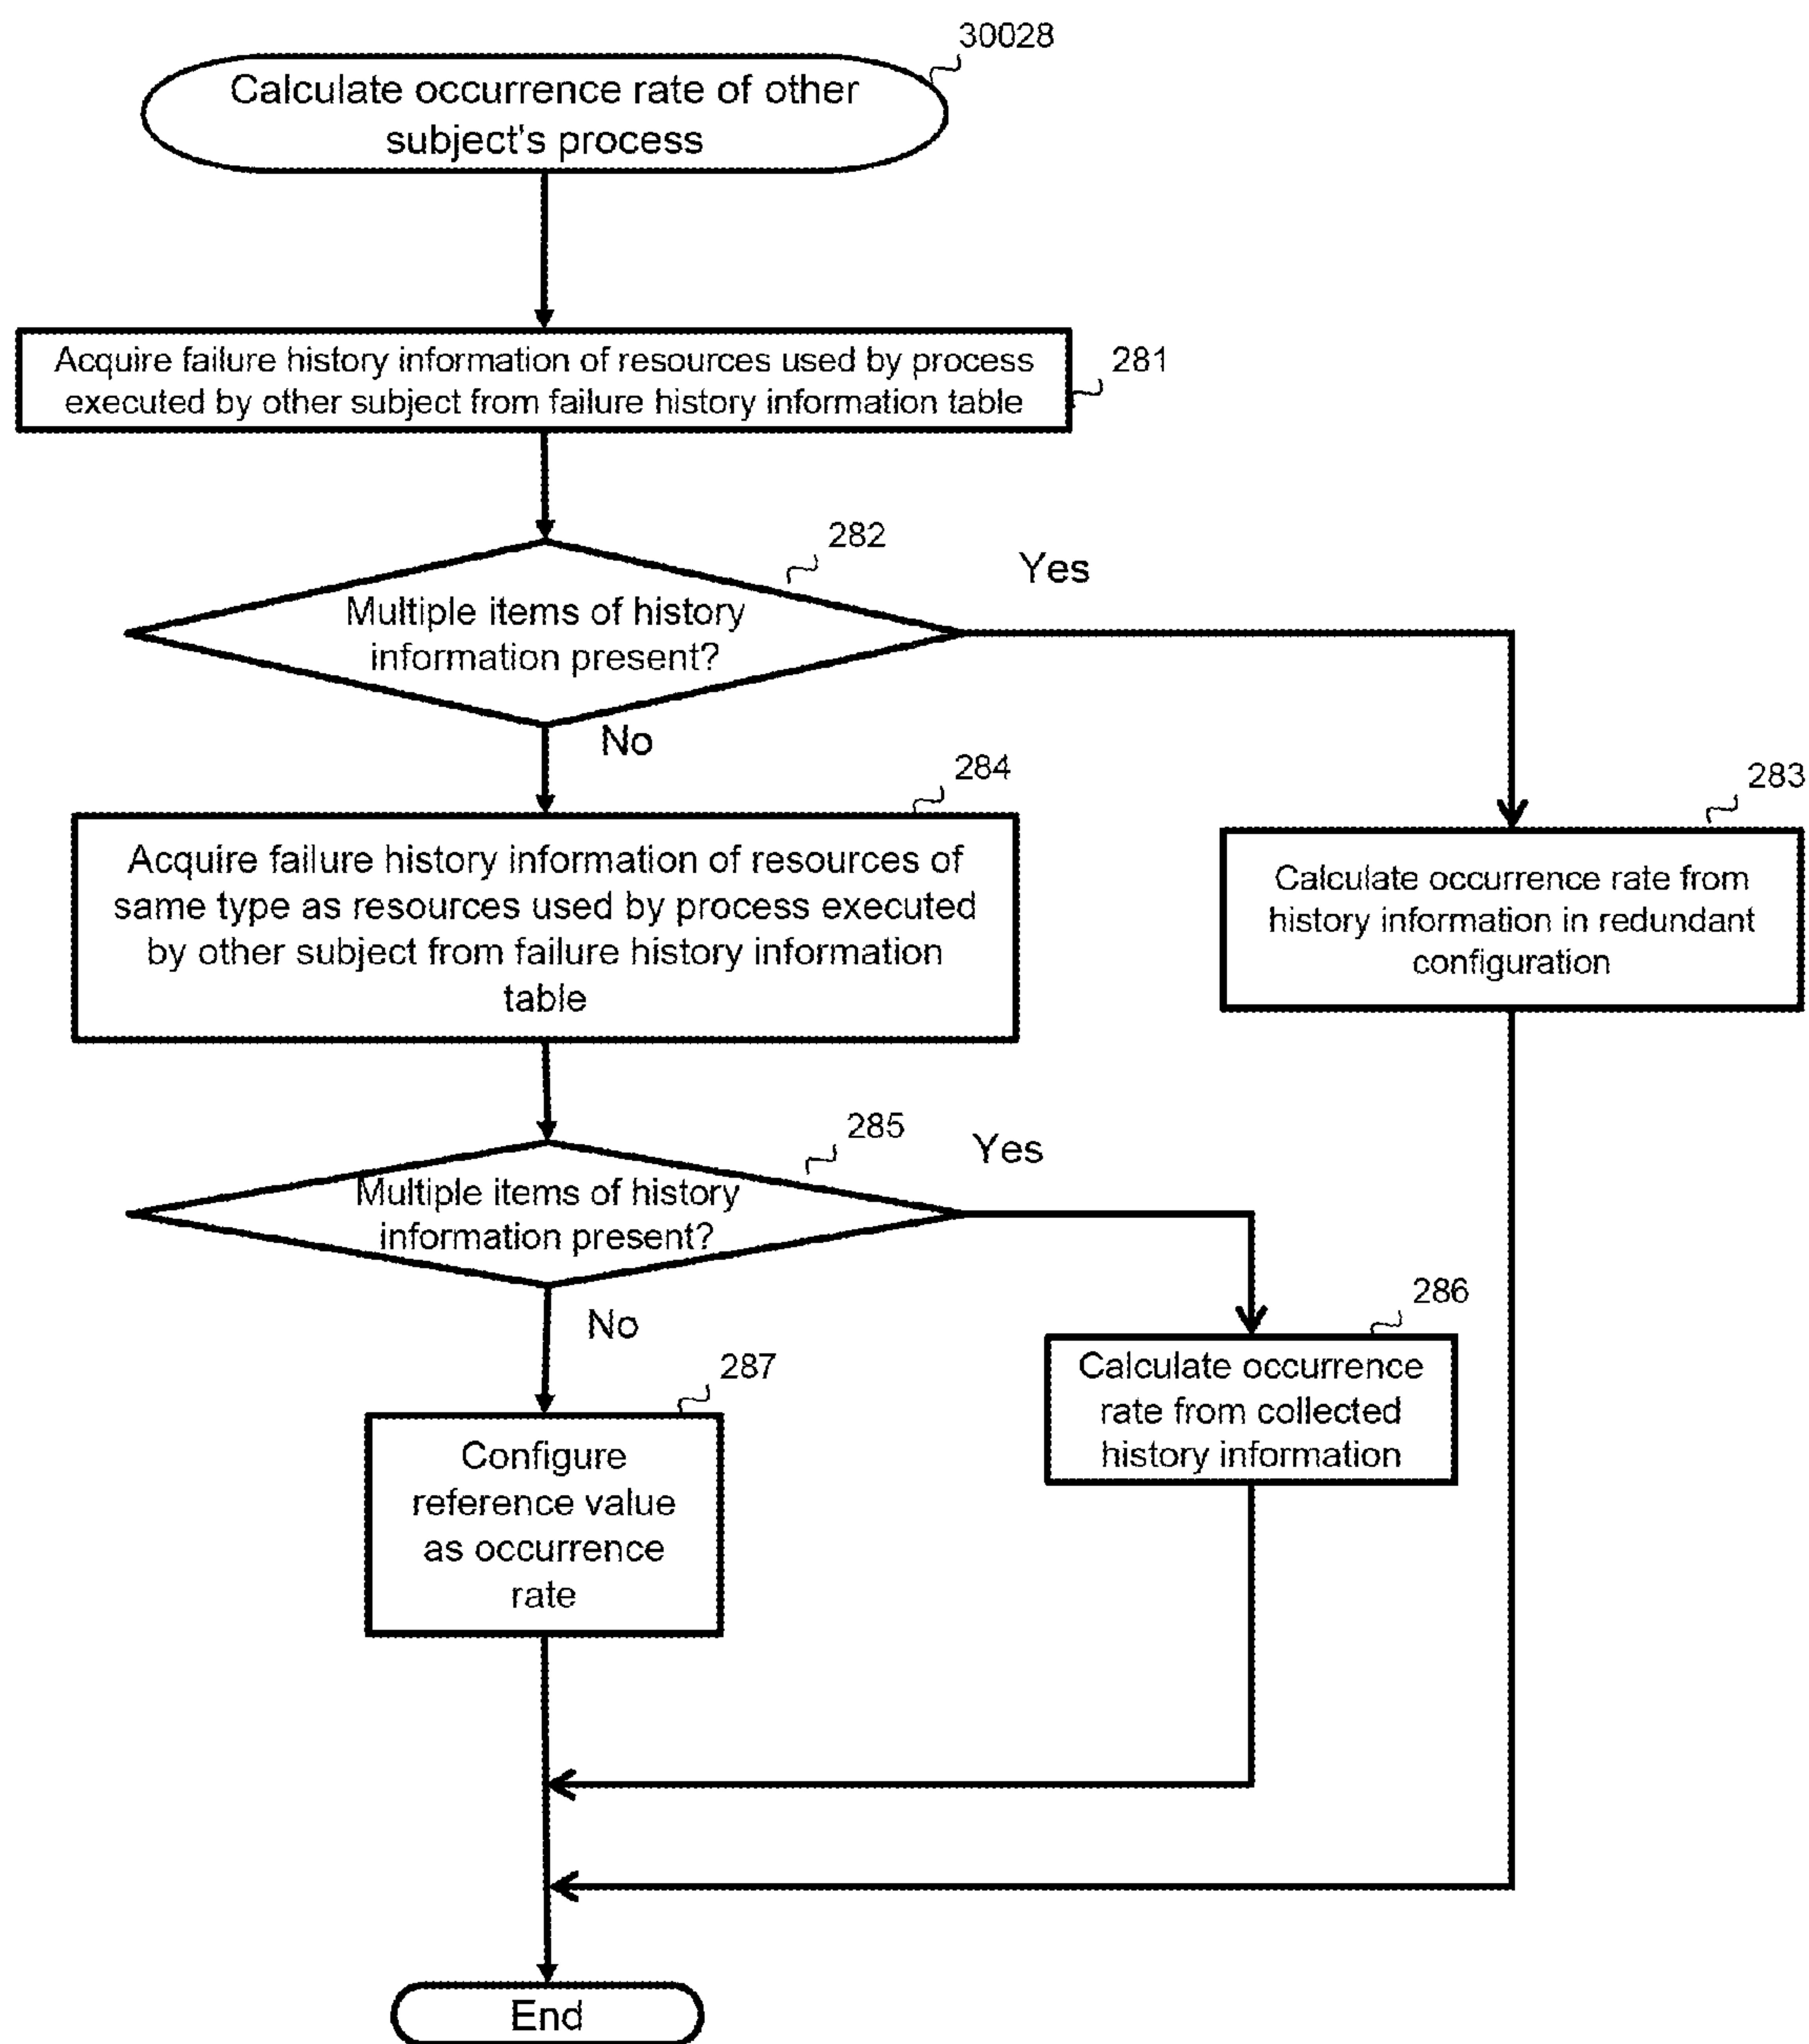 30028
Calculate occurrence rate of other
subject's process
Acquire failure history information of resources used by process
executed by other subject from failure history information table
281
282
Yes
Multiple items of history
information present?
No
284
283
Acquire failure history information of resources of
same type as resources used by process executed
by other subject from failure history information
table
Calculate occurrence rate from
history information in redundant
configuration
285
Yes
Multiple items of history
information present?
No
286
287
Calculate occurrence
rate from collected
history information
Configure
reference value
as occurrence
rate
End